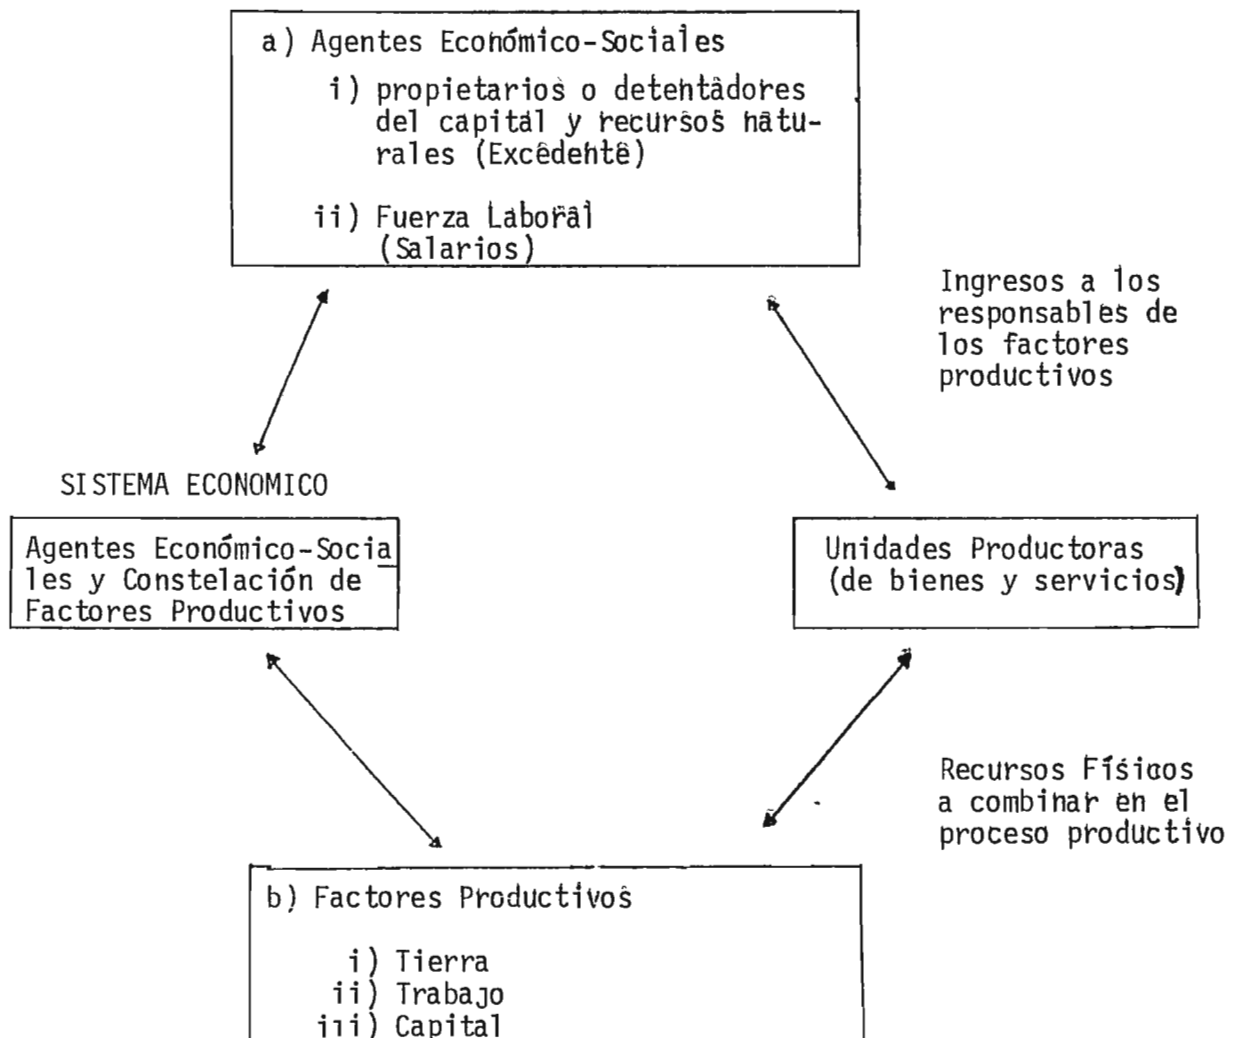 a) Agentes Económico-Sociales
i) propietarios o detentadores
del capital y recursos natu-
rales (Excedente)
ii) Fuerza Laboral
(Salarios)
Ingresos a los
responsables de
los factores
productivos
SISTEMA ECONOMICO
Agentes Económico-Socia
les y Constelación de
Factores Productivos
Unidades Productoras
(de bienes y servicios)
Recursos Físicos
a combinar en el
proceso productivo
b) Factores Productivos
i) Tierra
ii) Trabajo
iii) Capital